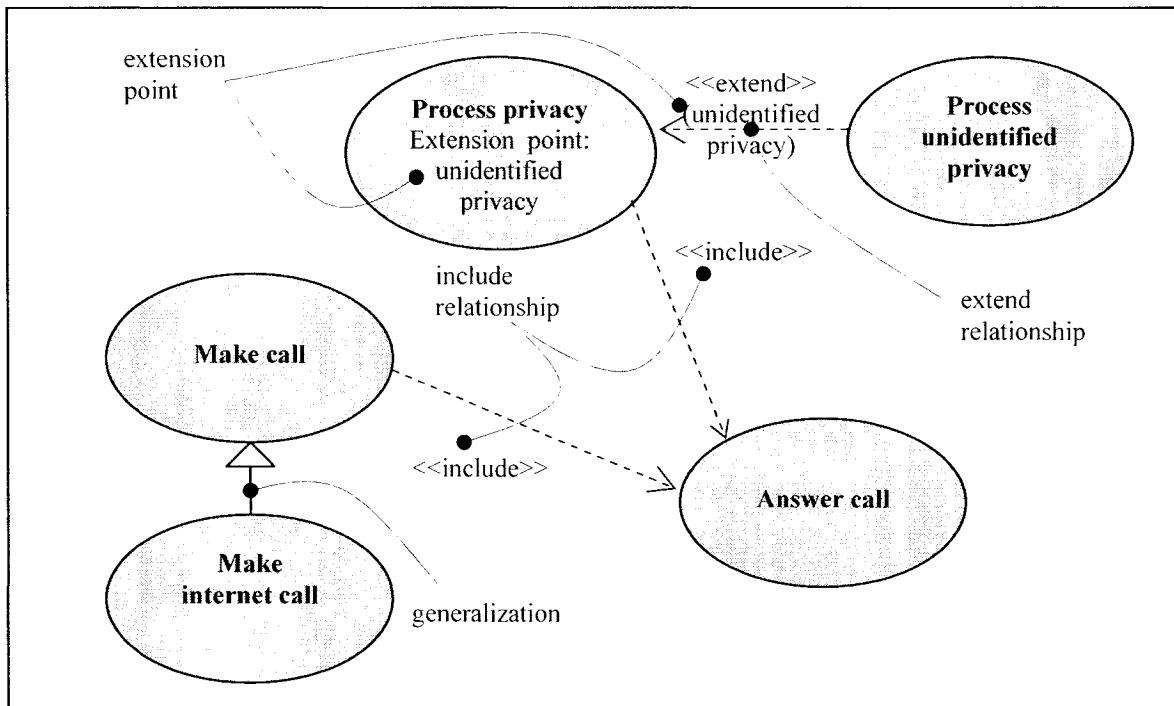 extension
point
Process privacy
Extension point:
unidentified
privacy
<<extend>>
(unidentified
privacy)
Process
unidentified
privacy
include
relationship
<<include>>
extend
relationship
Make call
<<include>>
Answer call
Make
internet call
generalization